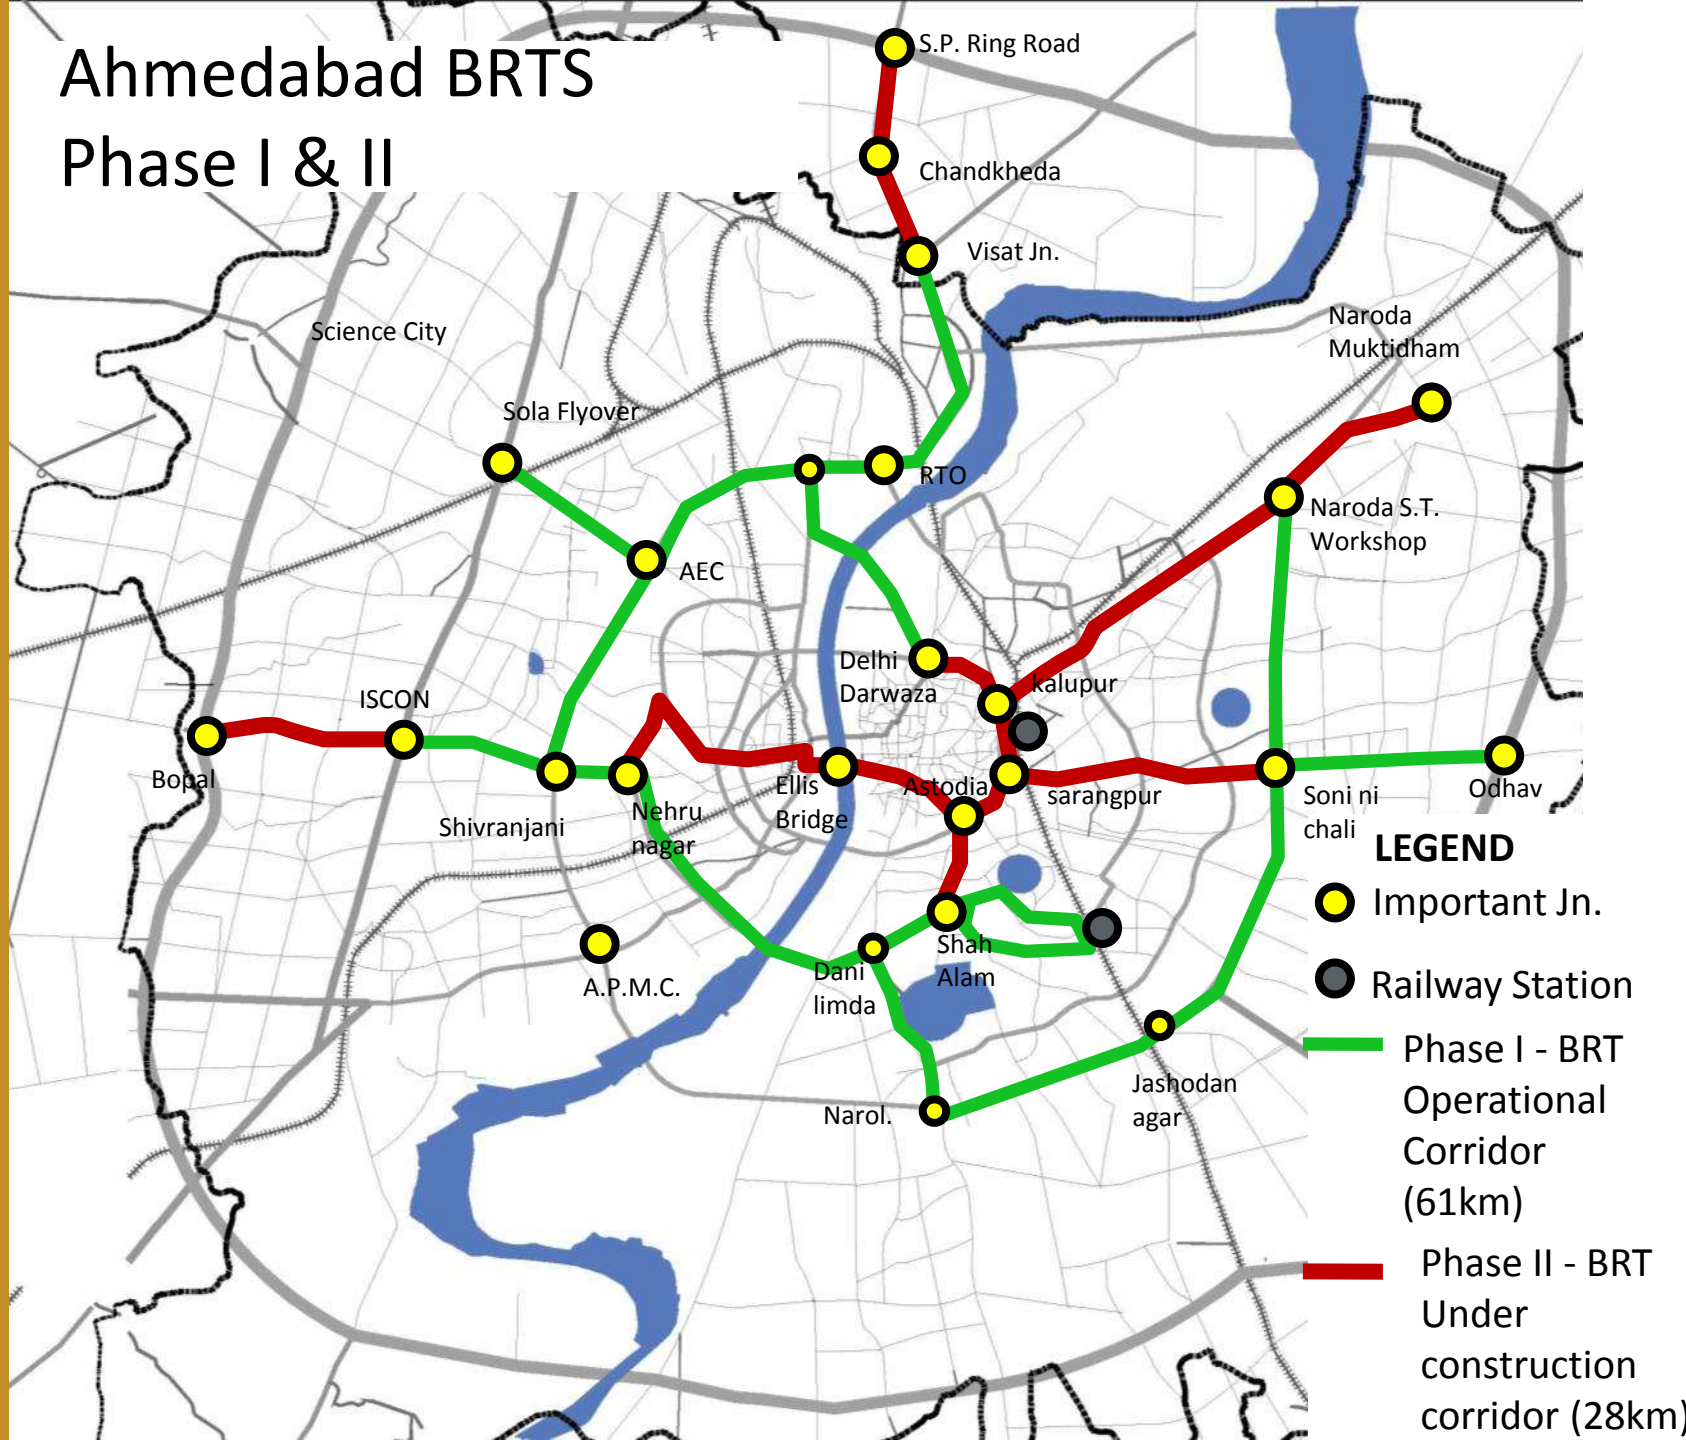 Ahmedabad BRTS
Phase I & II
S.P. Ring Road
Chandkheda
Visat Jn.
Science City
Naroda
Muktidham
Sola Flyover
RTO
Naroda S.T.
Workshop
AEC
Delhi
Darwaza
kalupur
ISCON
Bopal
Ellis
Bridge
Astodia
sarangpur
Soni ni
chali
Odhav
Shivranjani
Nehru
nagar
A.P.M.C.
Dani
limda
Shah
Alam
Jashodan
agar
Narol.
LEGEND
Important Jn.
Railway Station
Phase I - BRT
Operational
Corridor
(61km)
Phase II - BRT
Under
construction
corridor (28km)